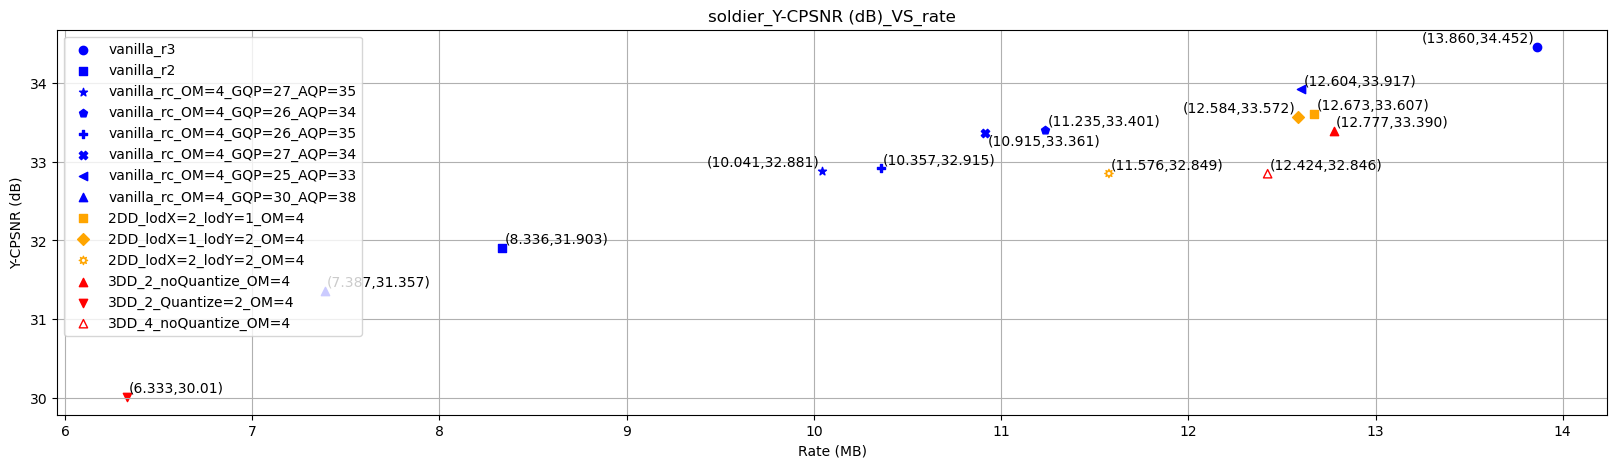 soldier_Y-CPSNR (dB)_VS_rate
vanilla_r3
vanilla_r2
vanilla_rc_OM=4_GQP=27_AQP=35
vanilla_rc_OM=4_GQP=26_AQP=34
vanilla_rc_OM=4_GQP=26_AQP=35
vanilla_rc_OM=4_GQP=27_AQP=34
vanilla_rc_OM=4_GQP=25_AQP=33
vanilla_rc_OM=4_GQP=30_AQP=38
2DD_lodX=2_lodY=1_OM=4
2DD_lodX=1_lodY=2_OM=4
2DD_lodX=2_lodY=2_OM=4
3DD_2_noQuantize_OM=4
3DD_2_Quantize=2_OM=4
3DD_4_noQuantize_OM=4
(13.860,34.452)
(12.604,33.917)
(12.584,33.572)
(12.673,33.607)
(12.777,33.390)
(11.235,33.401)
(10.915,33.361)
(10.041,32.881)
(10.357,32.915)
(11.576,32.849)
(12.424,32.846)
(8.336,31.903)
(7.387,31.357)
(6.333,30.01)
Y-CPSNR (dB)
34
33
32
31
30
6
7
8
9
10
11
12
13
14
Rate (MB)